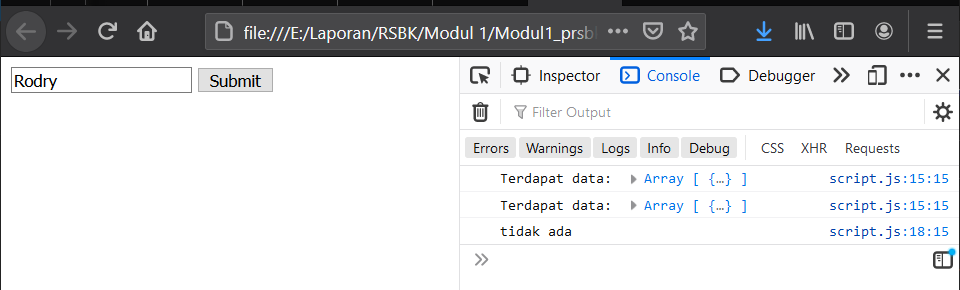 file:///E:/Laporan/RSBK/Modul 1/Modul1_prsb
Rodry Submit
Inspector Console Debugger
Filter Output
Errors Warnings Logs Info Debug CSS XHR Requests
Terdapat data: Array [ {…} ] script.js:15:15
Terdapat data: Array [ {…} ] script.js:15:15
tidak ada script.js:18:15